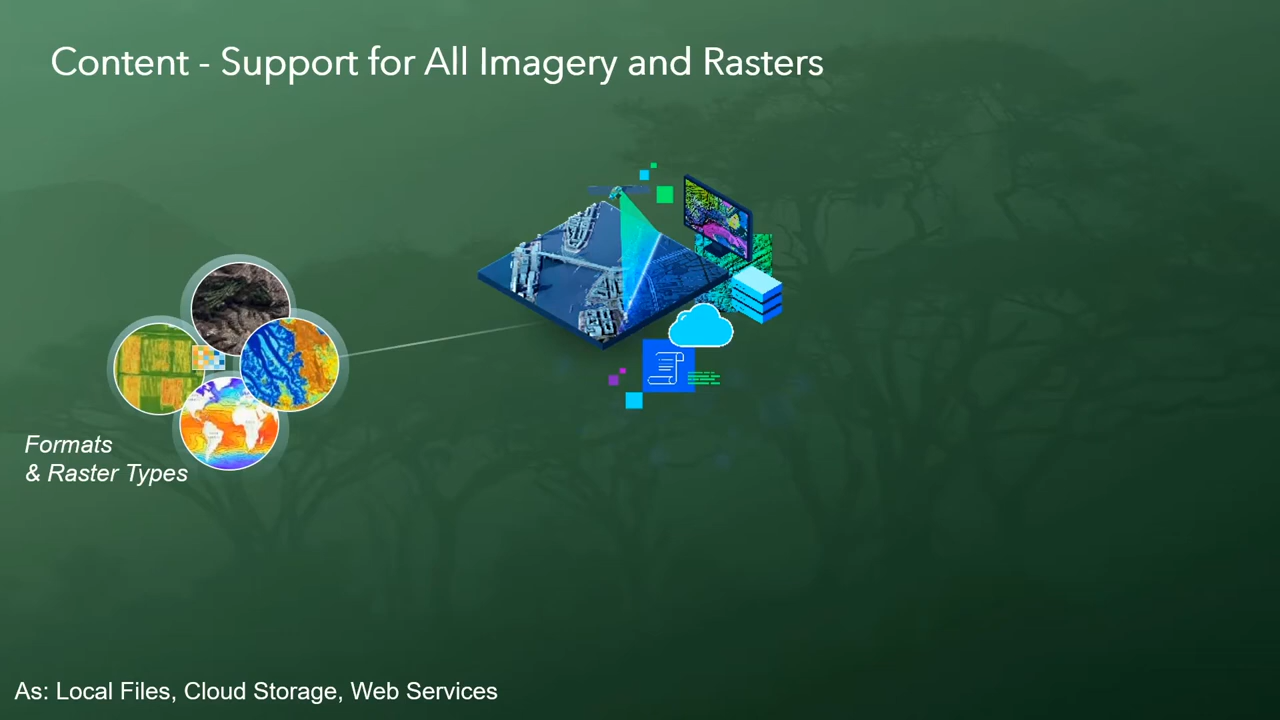 Content - Support for All Imagery and Rasters
Formats
& Raster Types
As: Local Files, Cloud Storage, Web Services